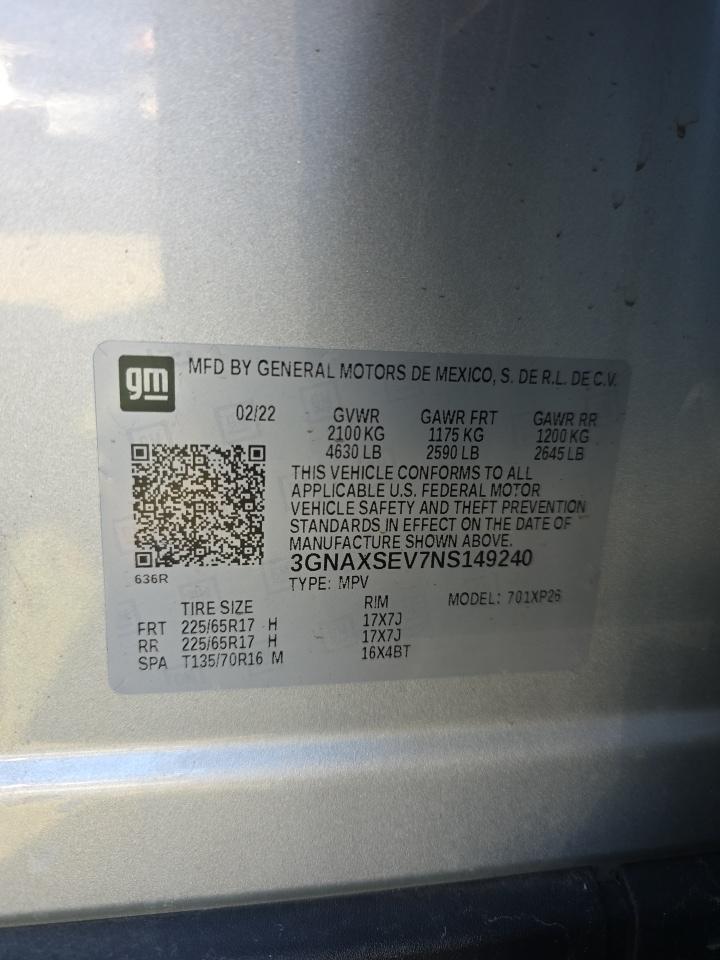 gm MFD BY GENERAL MOTORS DE MEXICO, S. DE R.L. DE C.V.
02/22 GVWR GAWR FRT GAWR RR
2100 KG 1175 KG 1200 KG
4630 LB 2590 LB 2645 LB
THIS VEHICLE CONFORMS TO ALL
APPLICABLE U.S. FEDERAL MOTOR
VEHICLE SAFETY AND THEFT PREVENTION
STANDARDS IN EFFECT ON THE DATE OF
MANUFACTURE SHOWN ABOVE.
3GNAXSEV7NS149240
636R TYPE: MPV
TIRE SIZE RIM MODEL: 701XP26
FRT 225/65R17 H 17X7J
RR 225/65R17 H 17X7J
SPA T135/70R16 M 16X4BT